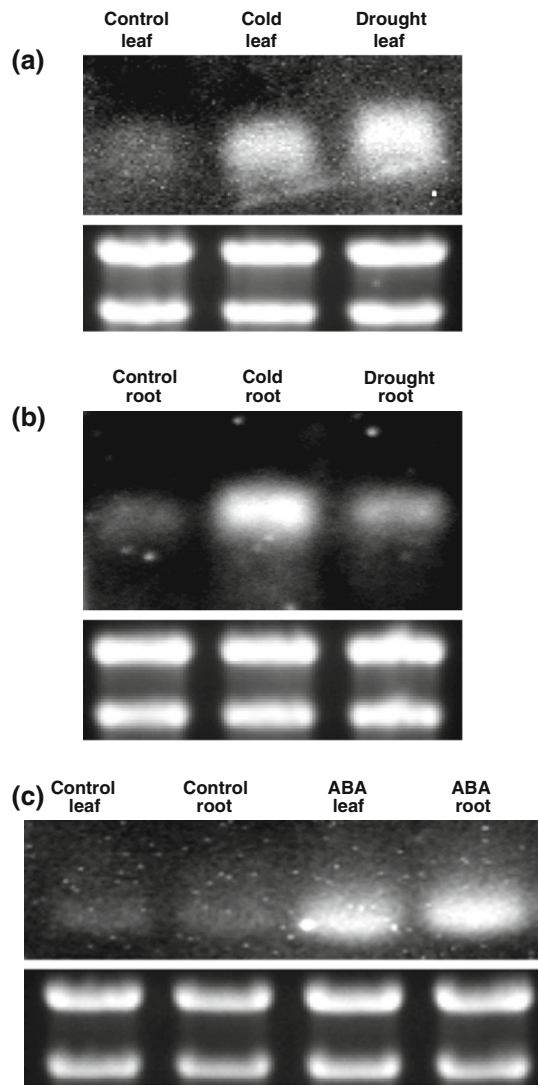 (a)
Control Cold Drought
leaf leaf leaf
(b)
Control Cold Drought
root root root
(c)
Control Control ABA ABA
leaf root leaf root